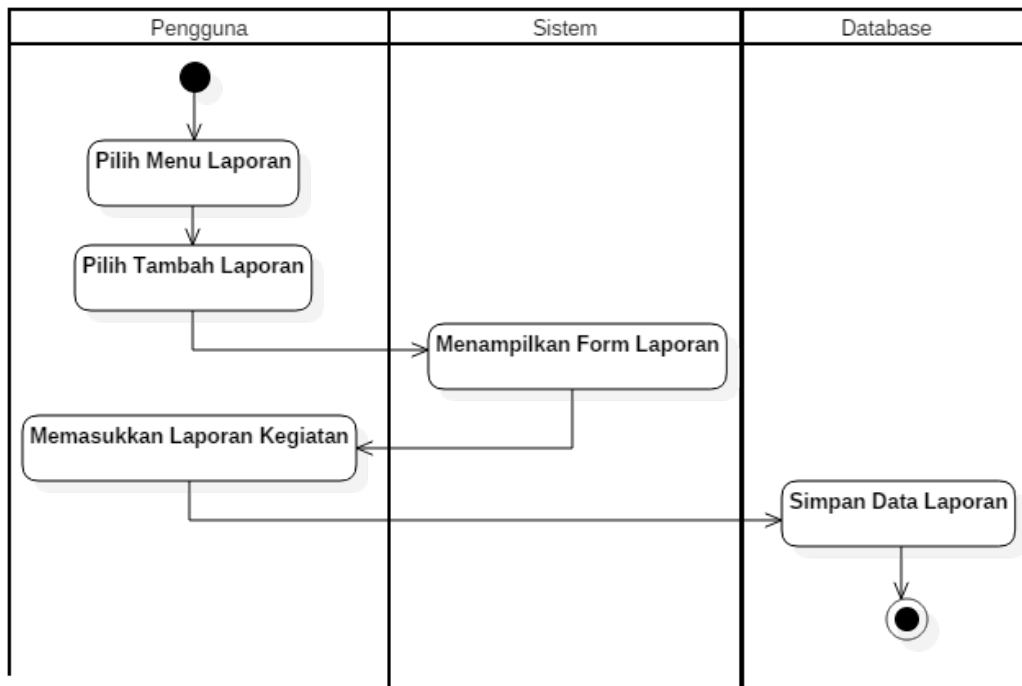 Pengguna
Sistem
Database
Pilih Menu Laporan
Pilih Tambah Laporan
Menampilkan Form Laporan
Memasukkan Laporan Kegiatan
Simpan Data Laporan